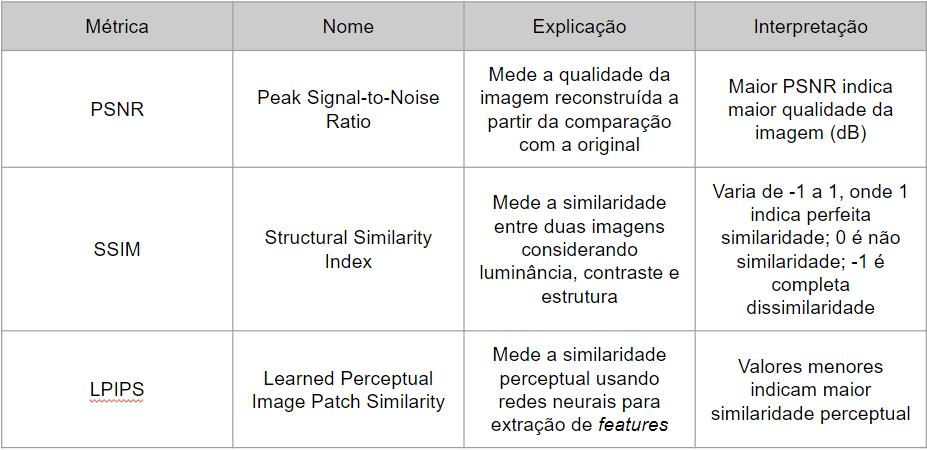 Métrica
Nome
Explicação
Interpretação
PSNR
Peak Signal-to-Noise
Ratio
Mede a qualidade da
imagem reconstruída a
partir da comparação
com a original
Maior PSNR indica
maior qualidade da
imagem (dB)
SSIM
Structural Similarity
Index
Mede a similaridade
entre duas imagens
considerando
luminância, contraste e
estrutura
Varia de -1 a 1, onde 1
indica perfeita
similaridade; 0 é não
similaridade; -1 é
completa
dissimilaridade
LPIPS
Learned Perceptual
Image Patch Similarity
Mede a similaridade
perceptual usando
redes neurais para
extração de features
Valores menores
indicam maior
similaridade perceptual